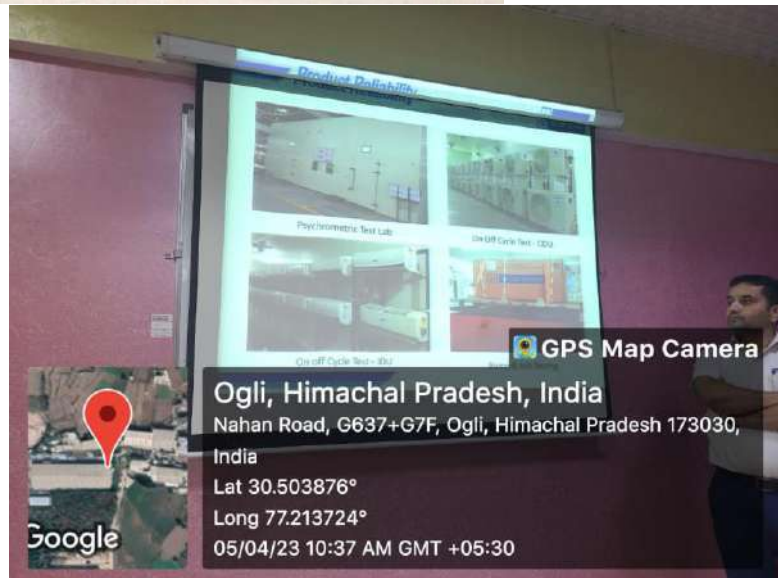 Product Reliability
Psychrometric Test Lab
On Off Cycle Test - ODU
On off Cycle Test - IDU
GPS Map Camera
Ogli, Himachal Pradesh, India
Nahan Road, G637+G7F, Ogli, Himachal Pradesh 173030,
India
Lat 30.503876°
Long 77.213724°
05/04/23 10:37 AM GMT +05:30
Google